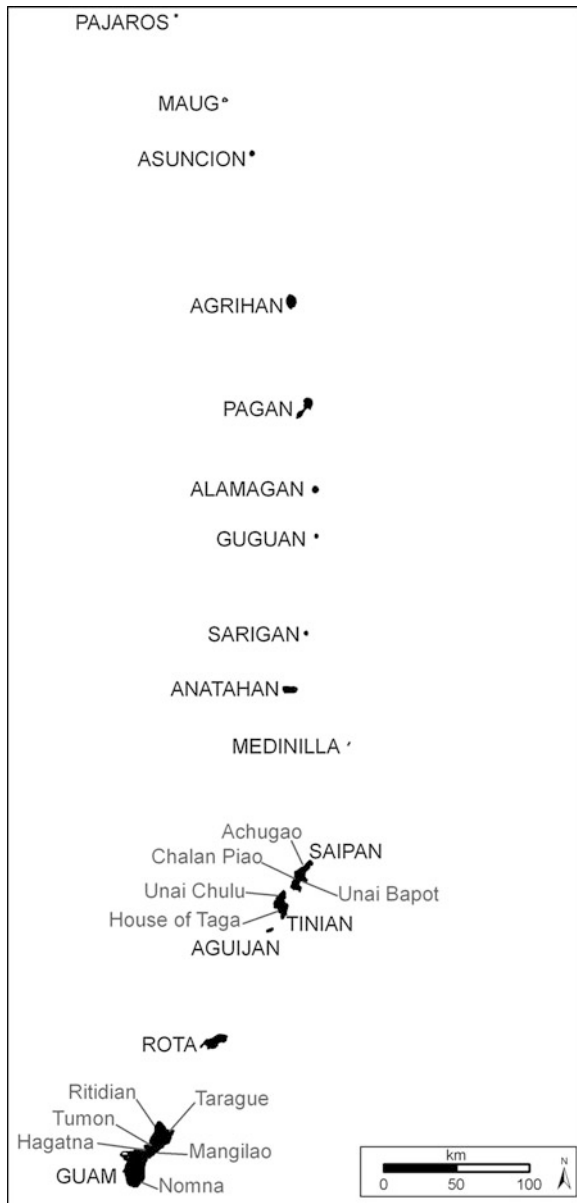 PAJAROS
MAUG
ASUNCION
AGRIHAN
PAGAN
ALAMAGAN
GUGUAN
SARIGAN
ANATAHAN
MEDINILLA
Achugao
SAIPAN
Chalan Piao
Unai Chulu
Unai Bapot
House of Taga
TINIAN
AGUIJAN
ROTA
Ritidian
Tarague
Tumon
Hagatna
Mangilao
GUAM
Nomna
km
N
0 50 100